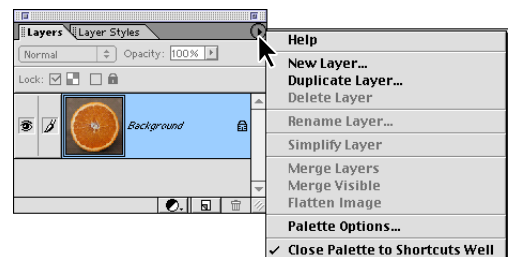 Layers Layer Styles
Normal Opacity: 100%
Lock:
Background
Help
New Layer...
Duplicate Layer...
Delete Layer
Rename Layer...
Simplify Layer
Merge Layers
Merge Visible
Flatten Image
Palette Options...
✓ Close Palette to Shortcuts Well